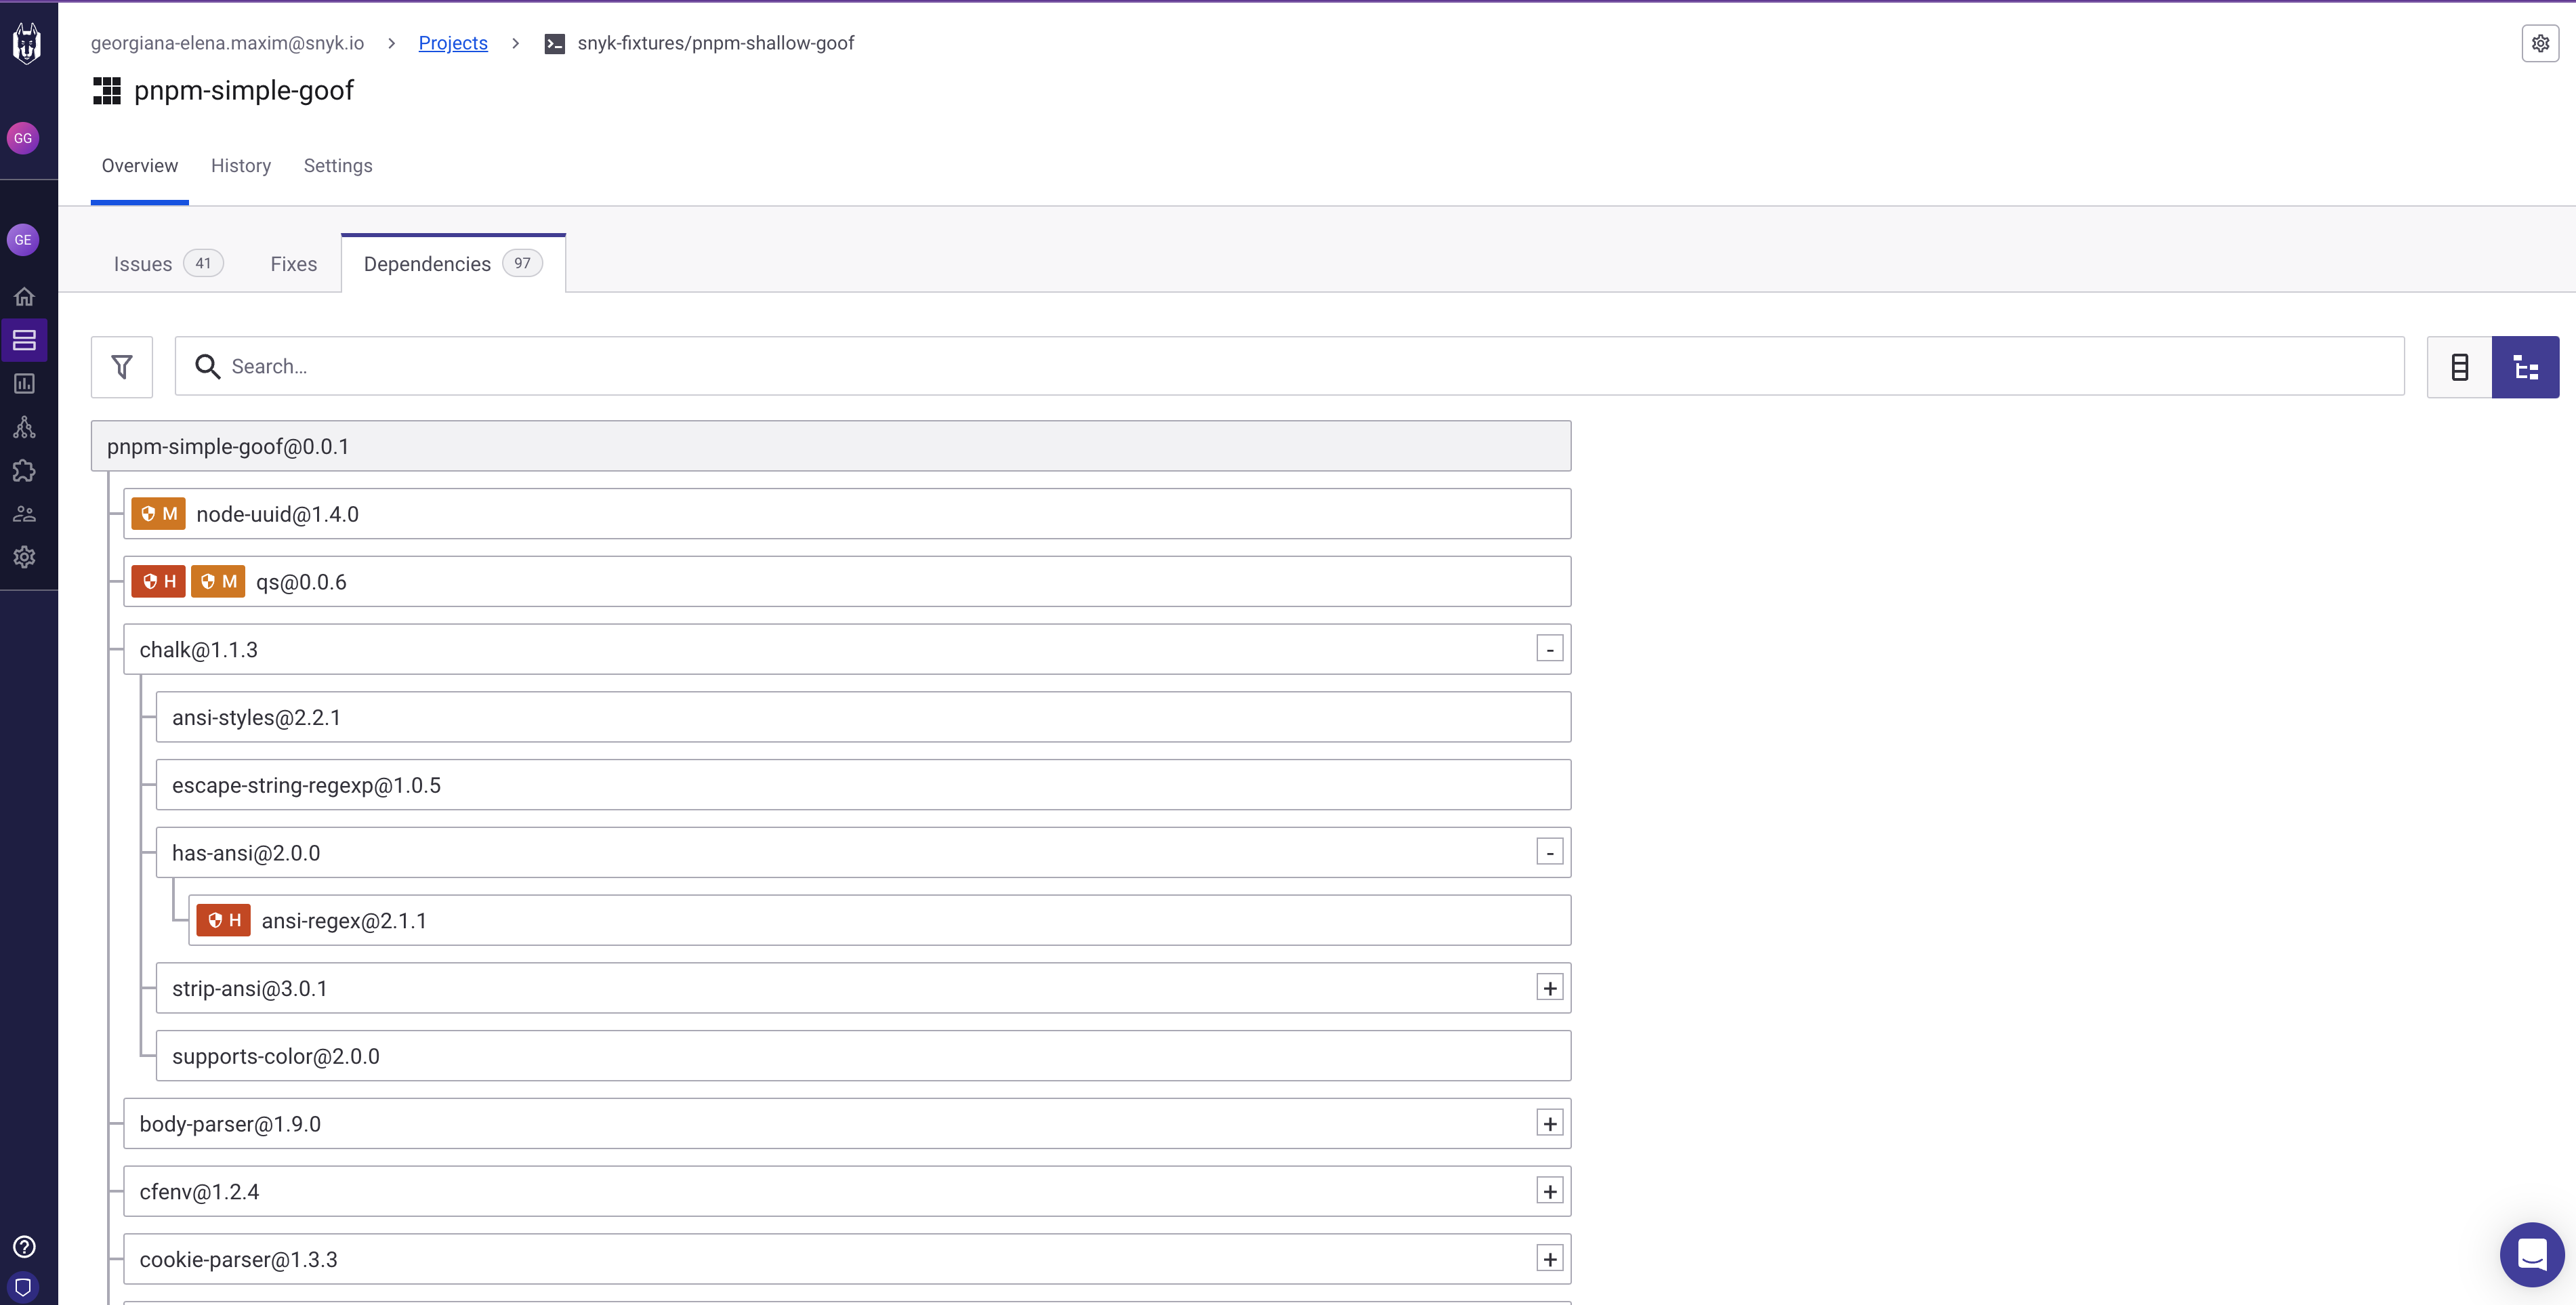 georgiana-elena.maxim@snyk.io > Projects > snyk-fixtures/pnpm-shallow-goof
pnpm-simple-goof
GG
Overview History Settings
GE
Issues 41 Fixes Dependencies 97
Search...
pnpm-simple-goof@0.0.1
M node-uuid@1.4.0
H M qs@0.0.6
chalk@1.1.3 -
ansi-styles@2.2.1
escape-string-regexp@1.0.5
has-ansi@2.0.0 -
H ansi-regex@2.1.1
strip-ansi@3.0.1 +
supports-color@2.0.0
body-parser@1.9.0 +
cfenv@1.2.4 +
cookie-parser@1.3.3 +